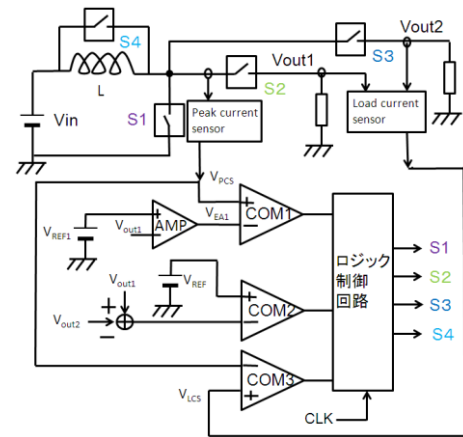 S4
L
Vin
S1
S2
Vout1
S3
Vout2
Peak current
sensor
Load current
sensor
VPCS
VREF1
Vout1
AMP
VEA1
COM1
Vout1
Vout2
VREF
COM2
VLCS
COM3
ロジック
制御
回路
CLK
S1
S2
S3
S4